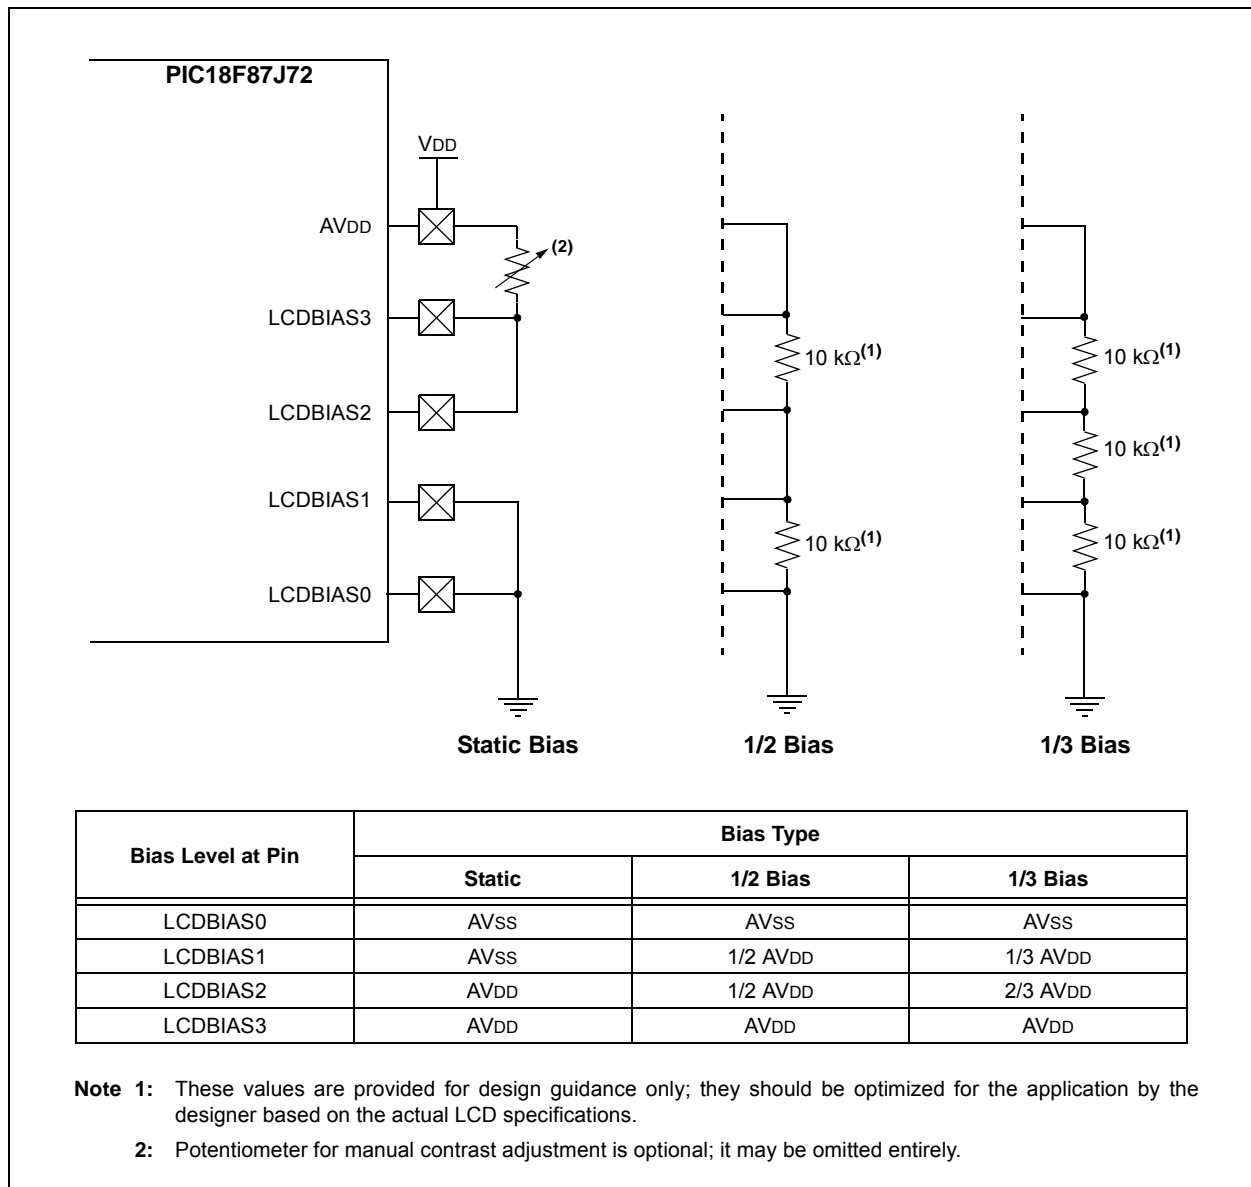 PIC18F87J72
VDD
AVDD
(2)
LCDBIAS3
10 kΩ(1)
10 kΩ(1)
LCDBIAS2
10 kΩ(1)
LCDBIAS1
10 kΩ(1)
10 kΩ(1)
LCDBIAS0
Static Bias
1/2 Bias
1/3 Bias
Bias Level at Pin
Bias Type
Static
1/2 Bias
1/3 Bias
LCDBIAS0 AVSS AVSS AVSS
LCDBIAS1 AVSS 1/2 AVDD 1/3 AVDD
LCDBIAS2 AVDD 1/2 AVDD 2/3 AVDD
LCDBIAS3 AVDD AVDD AVDD
Note 1: These values are provided for design guidance only; they should be optimized for the application by the
designer based on the actual LCD specifications.
2: Potentiometer for manual contrast adjustment is optional; it may be omitted entirely.